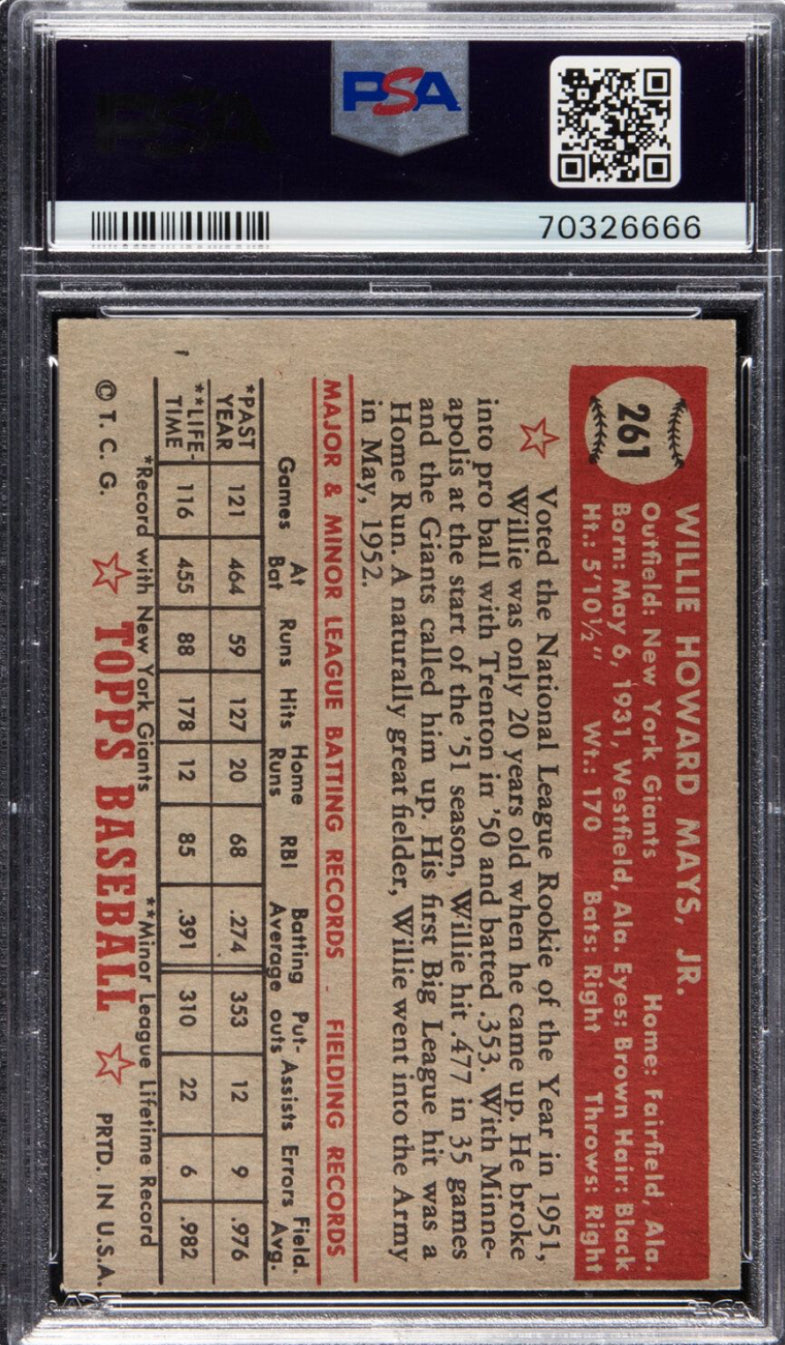 PSA
70326666
261
WILLIE HOWARD MAYS, JR.
Outfield: New York Giants Home: Fairfield, Ala.
Born: May 6, 1931, Westfield, Ala. Eyes: Brown Hair: Black
Ht.: 5'10½" Wt.: 170 Bats: Right Throws: Right
Voted the National League Rookie of the Year in 1951,
Willie was only 20 years old when he came up. He broke
into pro ball with Trenton in '50 and batted .353. With Minne-
apolis at the start of the '51 season, Willie hit .477 in 35 games
and the Giants called him up. His first Big League hit was a
Home Run. A naturally great fielder, Willie went into the Army
in May, 1952.
MAJOR & MINOR LEAGUE BATTING RECORDS - FIELDING RECORDS
Games At Bat Runs Hits Home Runs RBI Batting Average Put-outs Assists Errors Field. Avg.
*PAST YEAR 121 464 59 127 20 68 .274 353 12 9 .976
**LIFE-TIME 116 455 88 178 12 85 .391 310 22 6 .982
*Record with New York Giants **Minor League Lifetime Record
© T. C. G. TOPPS BASEBALL PRTD. IN U.S.A.
PSA